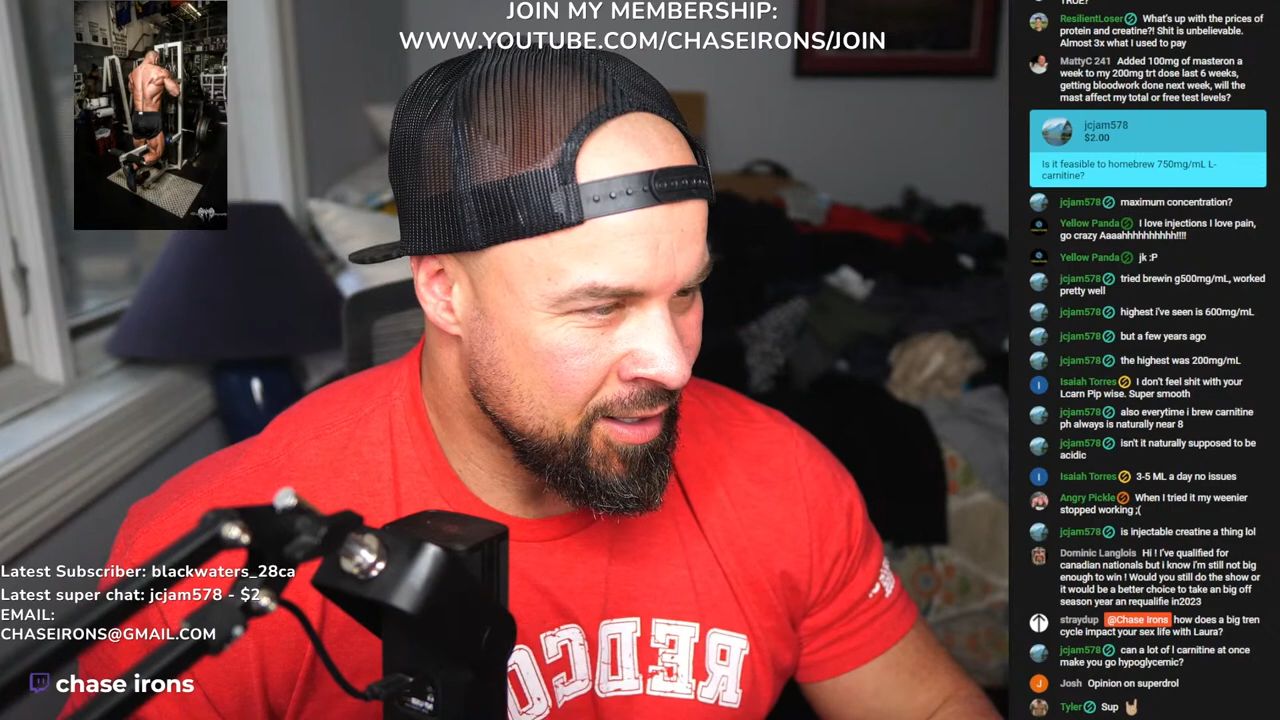 JOIN MY MEMBERSHIP:
WWW.YOUTUBE.COM/CHASEIRONS/JOIN
TRUE?
ResilientLoser What's up with the prices of
protein and creatine?! Shit is unbelievable.
Almost 3x what I used to pay
MattyC 241 Added 100mg of masteron a
week to my 200mg trt dose last 6 weeks,
getting bloodwork done next week, will the
mast affect my total or free test levels?
jcjam578
$2.00
Is it feasible to homebrew 750mg/mL L-
carnitine?
jcjam578 maximum concentration?
Yellow Panda I love injections I love pain,
go crazy Aaaahhhhhhhhhh!!!!
Yellow Panda jk :P
jcjam578 tried brewin g500mg/mL, worked
pretty well
jcjam578 highest i've seen is 600mg/mL
jcjam578 but a few years ago
jcjam578 the highest was 200mg/mL
Isaiah Torres I don't feel shit with your
Lcarn Pip wise. Super smooth
jcjam578 also everytime i brew carnitine
ph always is naturally near 8
jcjam578 isn't it naturally supposed to be
acidic
Isaiah Torres 3-5 ML a day no issues
Angry Pickle When I tried it my weenier
stopped working ;(
jcjam578 is injectable creatine a thing lol
Dominic Langlois Hi ! I've qualified for
canadian nationals but i know i'm still not big
enough to win ! Would you still do the show or
it would be a better choice to take an big off
season year an requalifie in2023
straydup @Chase Irons how does a big tren
cycle impact your sex life with Laura?
jcjam578 can a lot of l carnitine at once
make you go hypoglycemic?
Josh Opinion on superdrol
Tyler Sup
Latest Subscriber: blackwaters_28ca
Latest super chat: jcjam578 - $2
EMAIL:
CHASEIRONS@GMAIL.COM
chase irons
REDCO